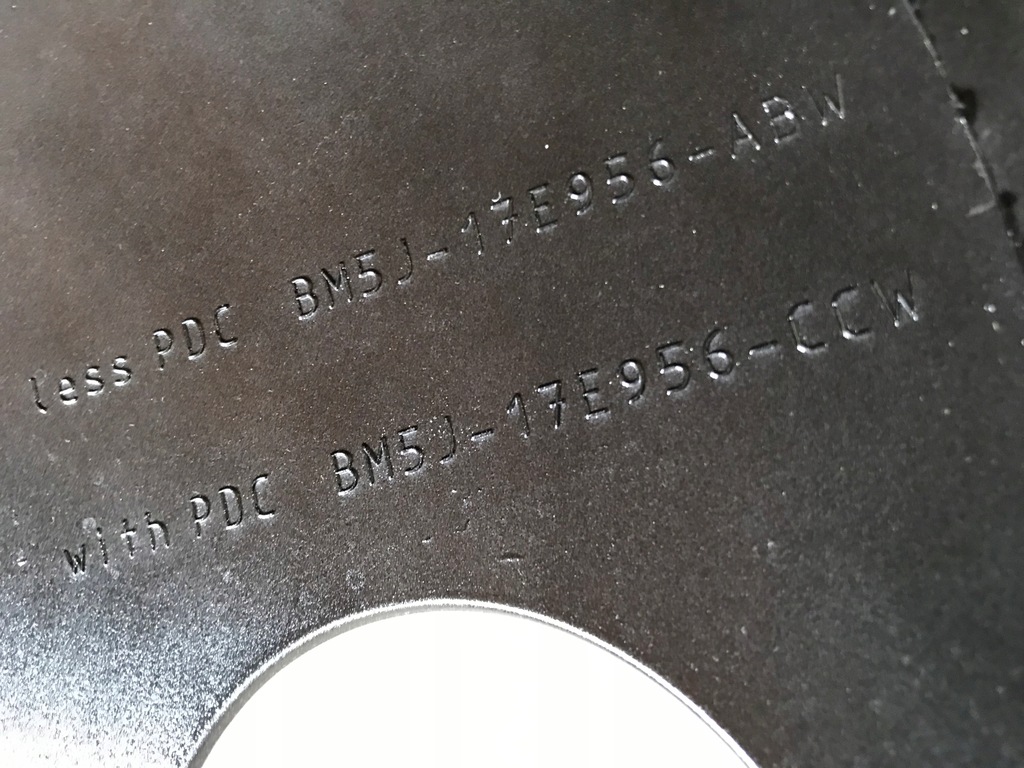 less PDC BM5J-17E956-ABW
with PDC BM5J-17E956-CCW